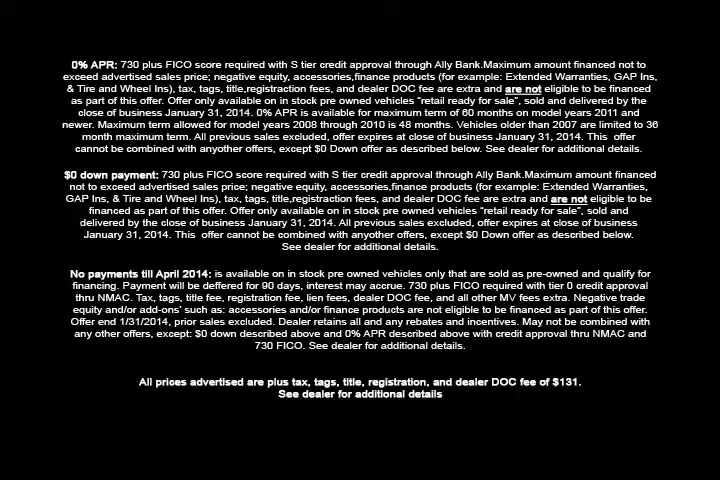 0% APR: 730 plus FICO score required with S tier credit approval through Ally Bank.Maximum amount financed not to
exceed advertised sales price; negative equity, accessories,finance products (for example: Extended Warranties, GAP Ins,
& Tire and Wheel Ins), tax, tags, title,registraction fees, and dealer DOC fee are extra and are not eligible to be financed
as part of this offer. Offer only available on in stock pre owned vehicles “retail ready for sale”, sold and delivered by the
close of business January 31, 2014. 0% APR is available for maximum term of 60 months on model years 2011 and
newer. Maximum term allowed for model years 2008 through 2010 is 48 months. Vehicles older than 2007 are limited to 36
month maximum term. All previous sales excluded, offer expires at close of business January 31, 2014. This offer
cannot be combined with anyother offers, except $0 Down offer as described below. See dealer for additional details.
$0 down payment: 730 plus FICO score required with S tier credit approval through Ally Bank.Maximum amount financed
not to exceed advertised sales price; negative equity, accessories,finance products (for example: Extended Warranties,
GAP Ins, & Tire and Wheel Ins), tax, tags, title,registraction fees, and dealer DOC fee are extra and are not eligible to be
financed as part of this offer. Offer only available on in stock pre owned vehicles “retail ready for sale”, sold and
delivered by the close of business January 31, 2014. All previous sales excluded, offer expires at close of business
January 31, 2014. This offer cannot be combined with anyother offers, except $0 Down offer as described below.
See dealer for additional details.
No payments till April 2014: is available on in stock pre owned vehicles only that are sold as pre-owned and qualify for
financing. Payment will be deffered for 90 days, interest may accrue. 730 plus FICO required with tier 0 credit approval
thru NMAC. Tax, tags, title fee, registration fee, lien fees, dealer DOC fee, and all other MV fees extra. Negative trade
equity and/or add-ons’ such as: accessories and/or finance products are not eligible to be financed as part of this offer.
Offer end 1/31/2014, prior sales excluded. Dealer retains all and any rebates and incentives. May not be combined with
any other offers, except: $0 down described above and 0% APR described above with credit approval thru NMAC and
730 FICO. See dealer for additional details.
All prices advertised are plus tax, tags, title, registration, and dealer DOC fee of $131.
See dealer for additional details